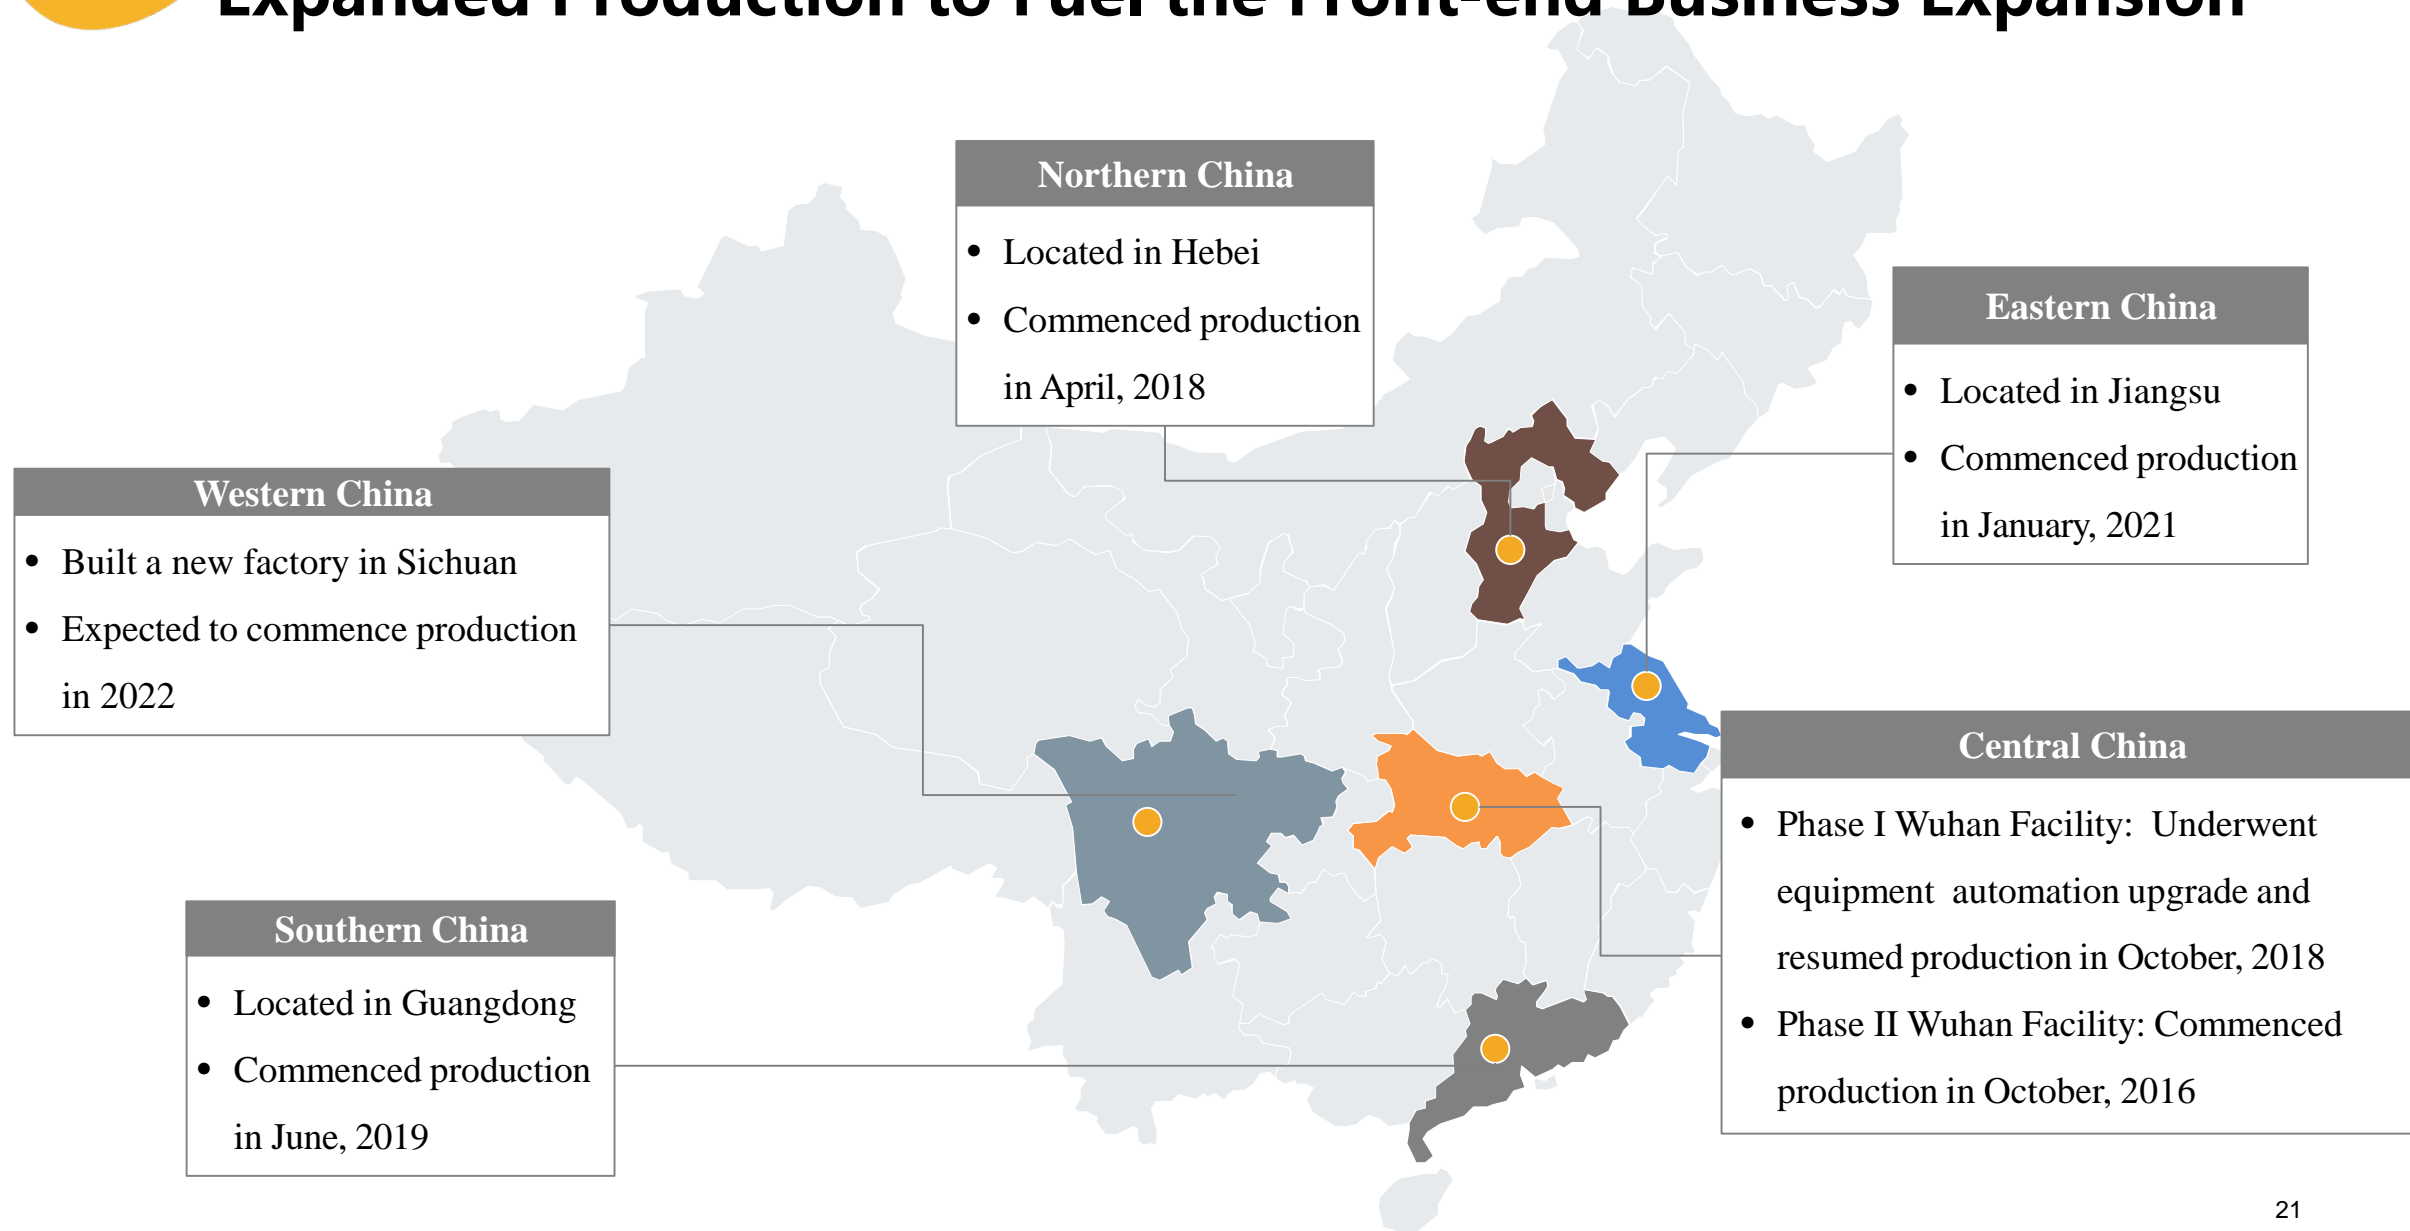 Expanded Production to Fuel the Front-end Business Expansion
Northern China
• Located in Hebei
• Commenced production
in April, 2018
Eastern China
• Located in Jiangsu
• Commenced production
in January, 2021
Western China
• Built a new factory in Sichuan
• Expected to commence production
in 2022
Central China
• Phase I Wuhan Facility: Underwent
equipment automation upgrade and
resumed production in October, 2018
• Phase II Wuhan Facility: Commenced
production in October, 2016
Southern China
• Located in Guangdong
• Commenced production
in June, 2019
21